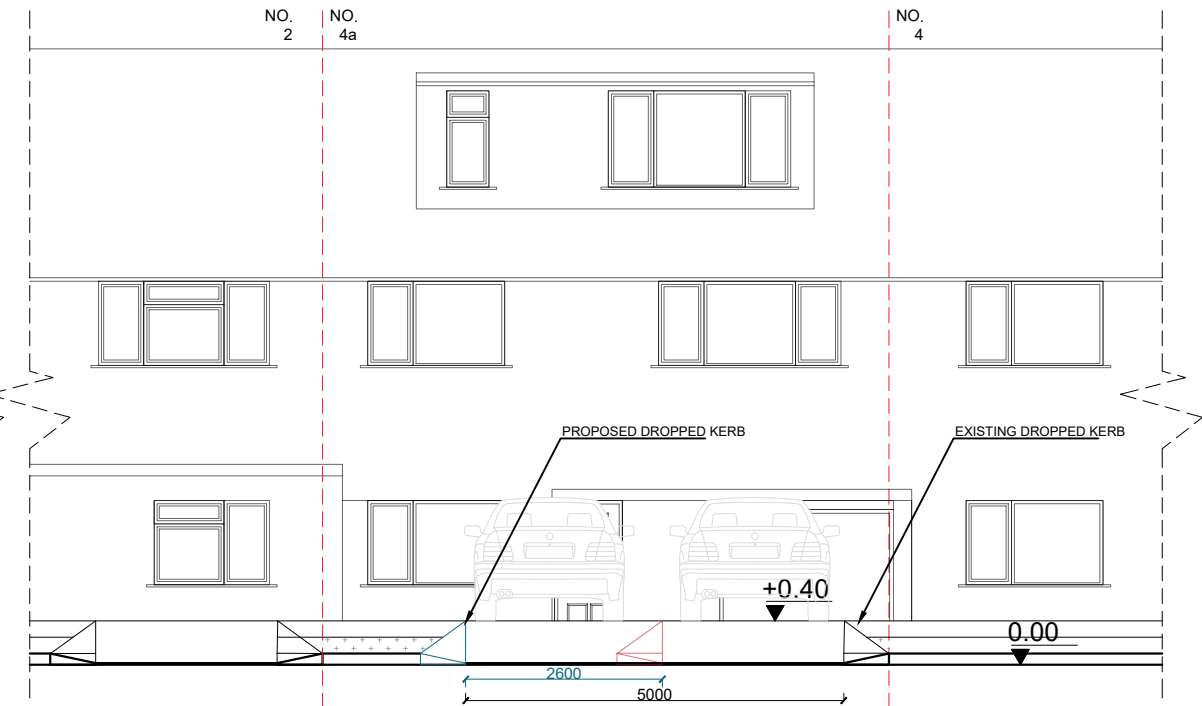 NO.
2
NO.
4a
NO.
4
PROPOSED DROPPED KERB
EXISTING DROPPED KERB
+0.40
0.00
2600
5000